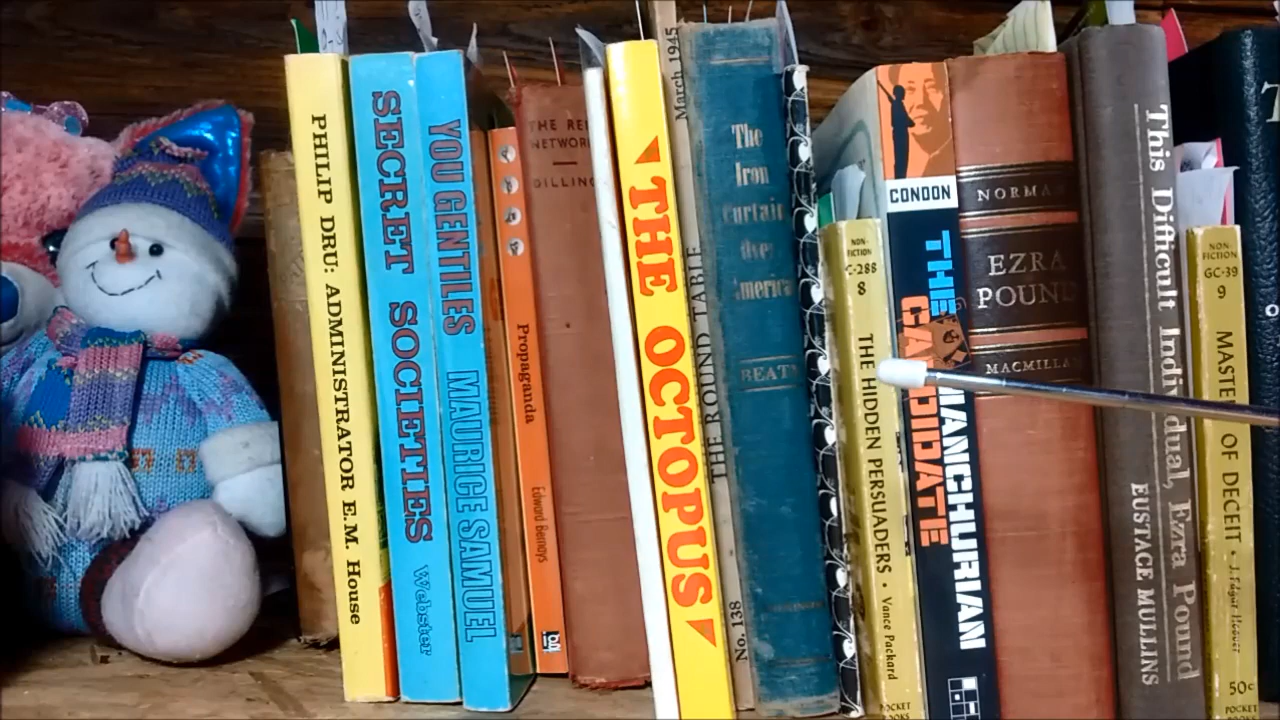 PHILIP DRU: ADMINISTRATOR E.M. House
SECRET SOCIETIES Webster
YOU GENTILES MAURICE SAMUEL
Propaganda Edward Bernays
THE RED
NETWORK
DILLING
THE OCTOPUS
March 1945 THE ROUND TABLE No. 138
The
Iron
Curtain
Over
America
BEATY
NON-
FICTION
C-288
8
THE HIDDEN PERSUADERS • Vance Packard
POCKET
BOOKS
CONDON
THE
MANCHURIAN
CANDIDATE
NORMAN
EZRA
POUND
MACMILLAN
This Difficult Individual, Ezra Pound
EUSTACE MULLINS
NON-
FICTION
GC-39
9
MASTERS OF DECEIT • J. Edgar Hoover
50c
POCKET